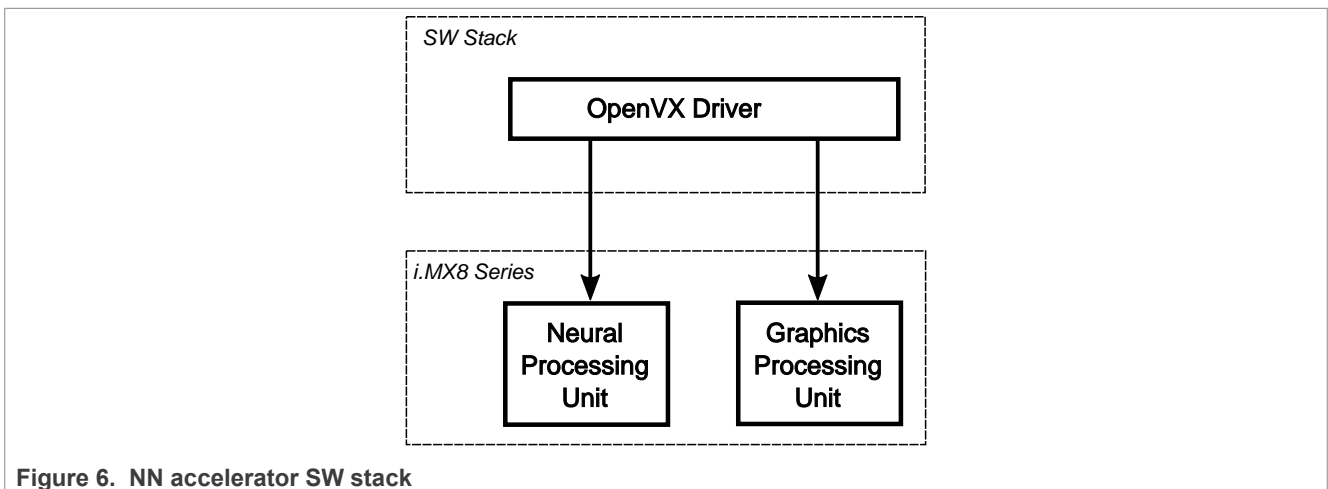 SW Stack
OpenVX Driver
i.MX8 Series
Neural
Processing
Unit
Graphics
Processing
Unit
Figure 6. NN accelerator SW stack